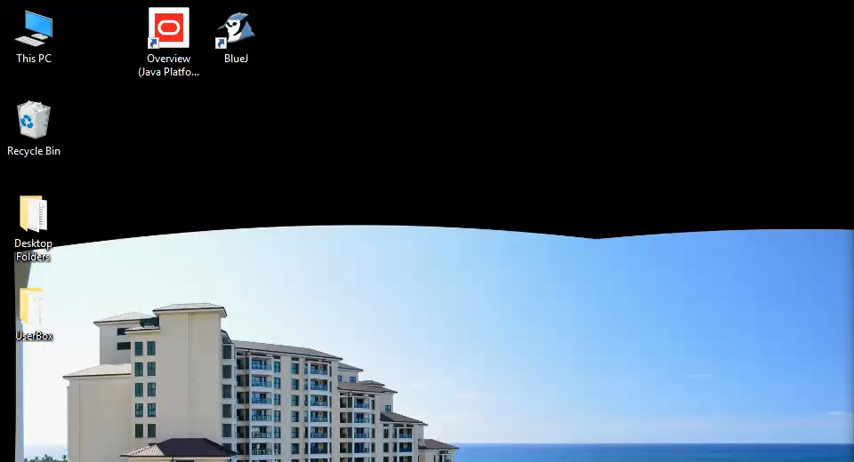 This PC
Overview
(Java Platfo...
BlueJ
Recycle Bin
Desktop
Folders
UserBox